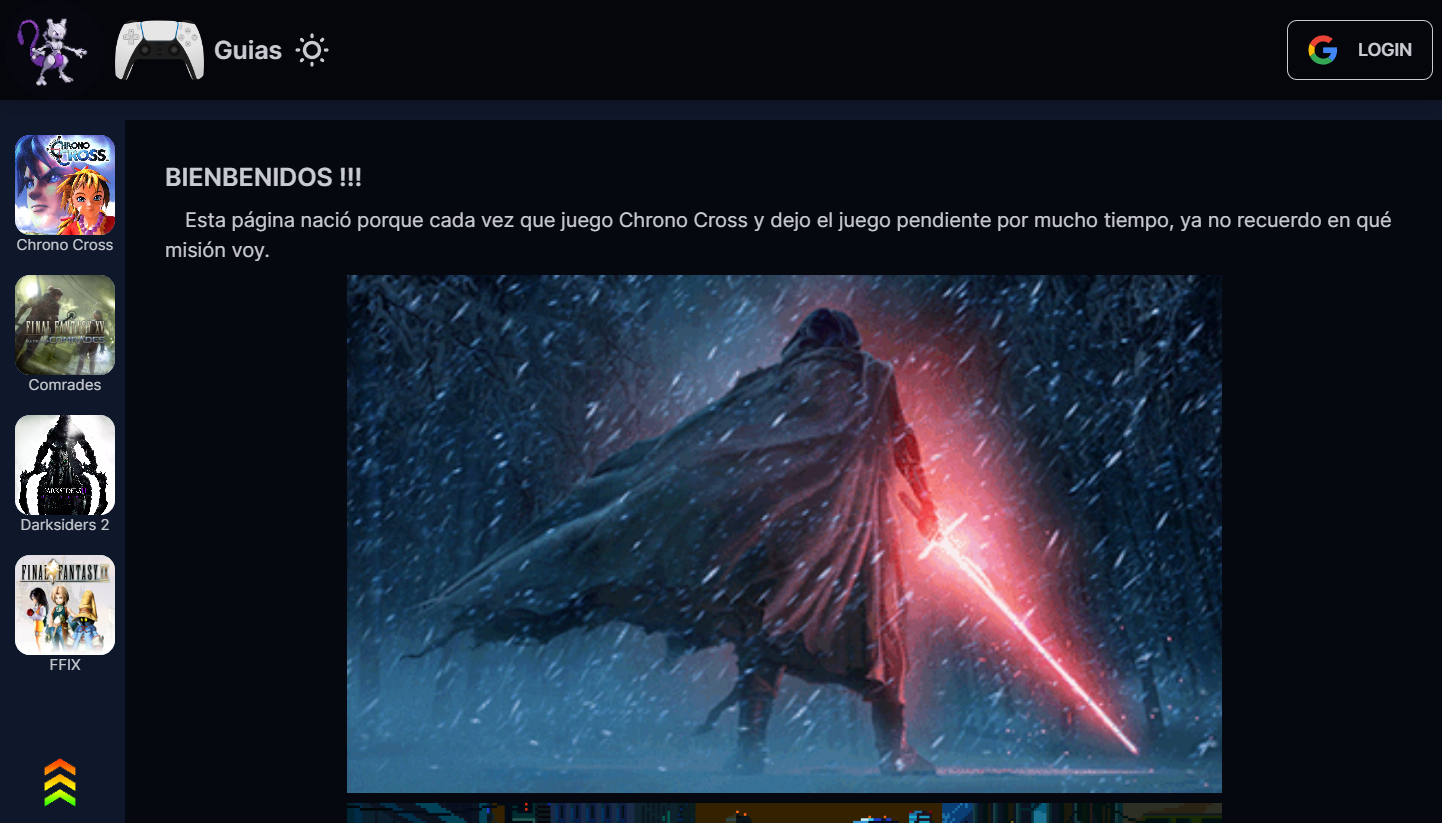 Guias
LOGIN
CHRONO
CROSS
Chrono Cross
FINAL FANTASY XV
COMRADES
Comrades
DARKSIDERS
Darksiders 2
FINAL FANTASY IX
FFIX
BIENBENIDOS !!!
Esta página nació porque cada vez que juego Chrono Cross y dejo el juego pendiente por mucho tiempo, ya no recuerdo en qué
misión voy.